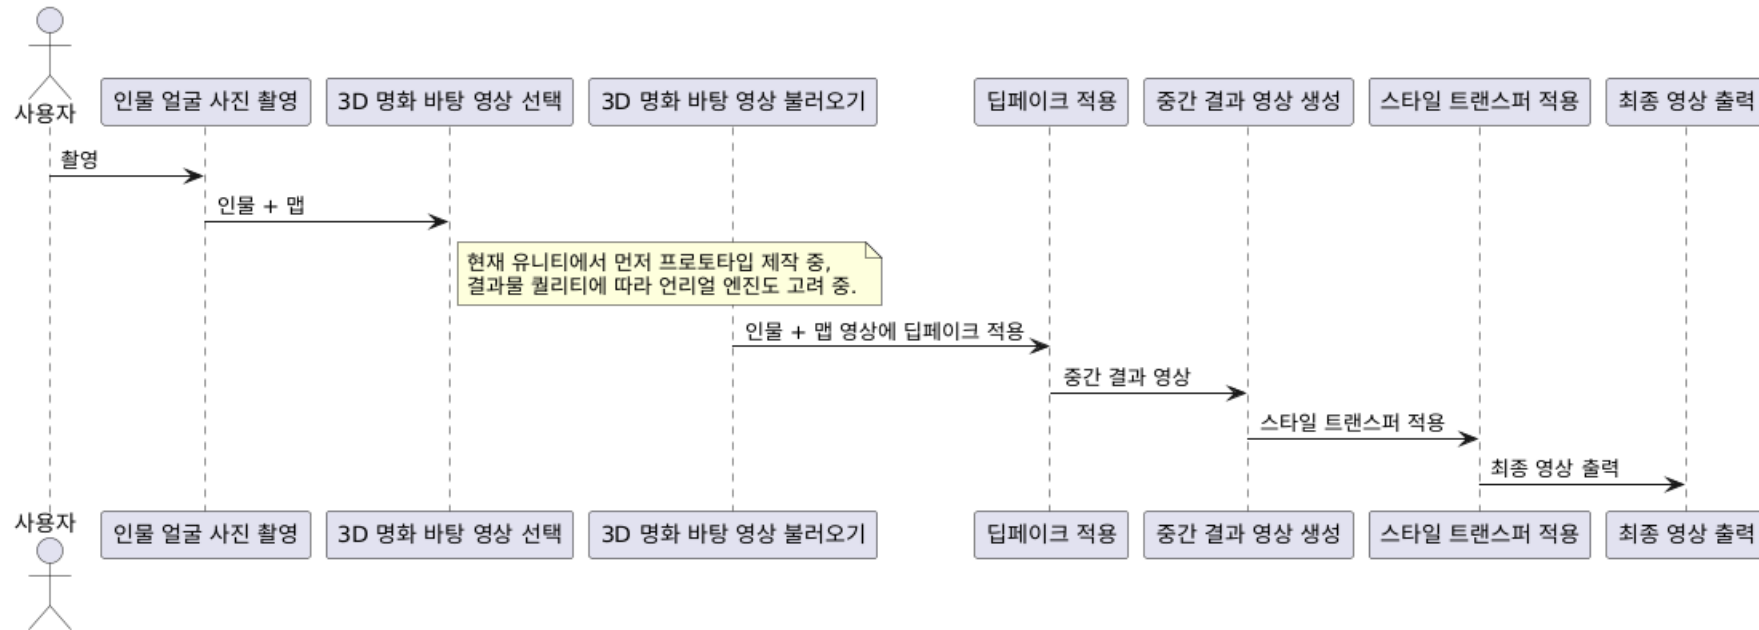 사용자
인물 얼굴 사진 촬영
3D 명화 바탕 영상 선택
3D 명화 바탕 영상 불러오기
딥페이크 적용
중간 결과 영상 생성
스타일 트랜스퍼 적용
최종 영상 출력
촬영
인물 + 맵
현재 유니티에서 먼저 프로토타입 제작 중,
결과물 퀄리티에 따라 언리얼 엔진도 고려 중.
인물 + 맵 영상에 딥페이크 적용
중간 결과 영상
스타일 트랜스퍼 적용
최종 영상 출력
사용자
인물 얼굴 사진 촬영
3D 명화 바탕 영상 선택
3D 명화 바탕 영상 불러오기
딥페이크 적용
중간 결과 영상 생성
스타일 트랜스퍼 적용
최종 영상 출력